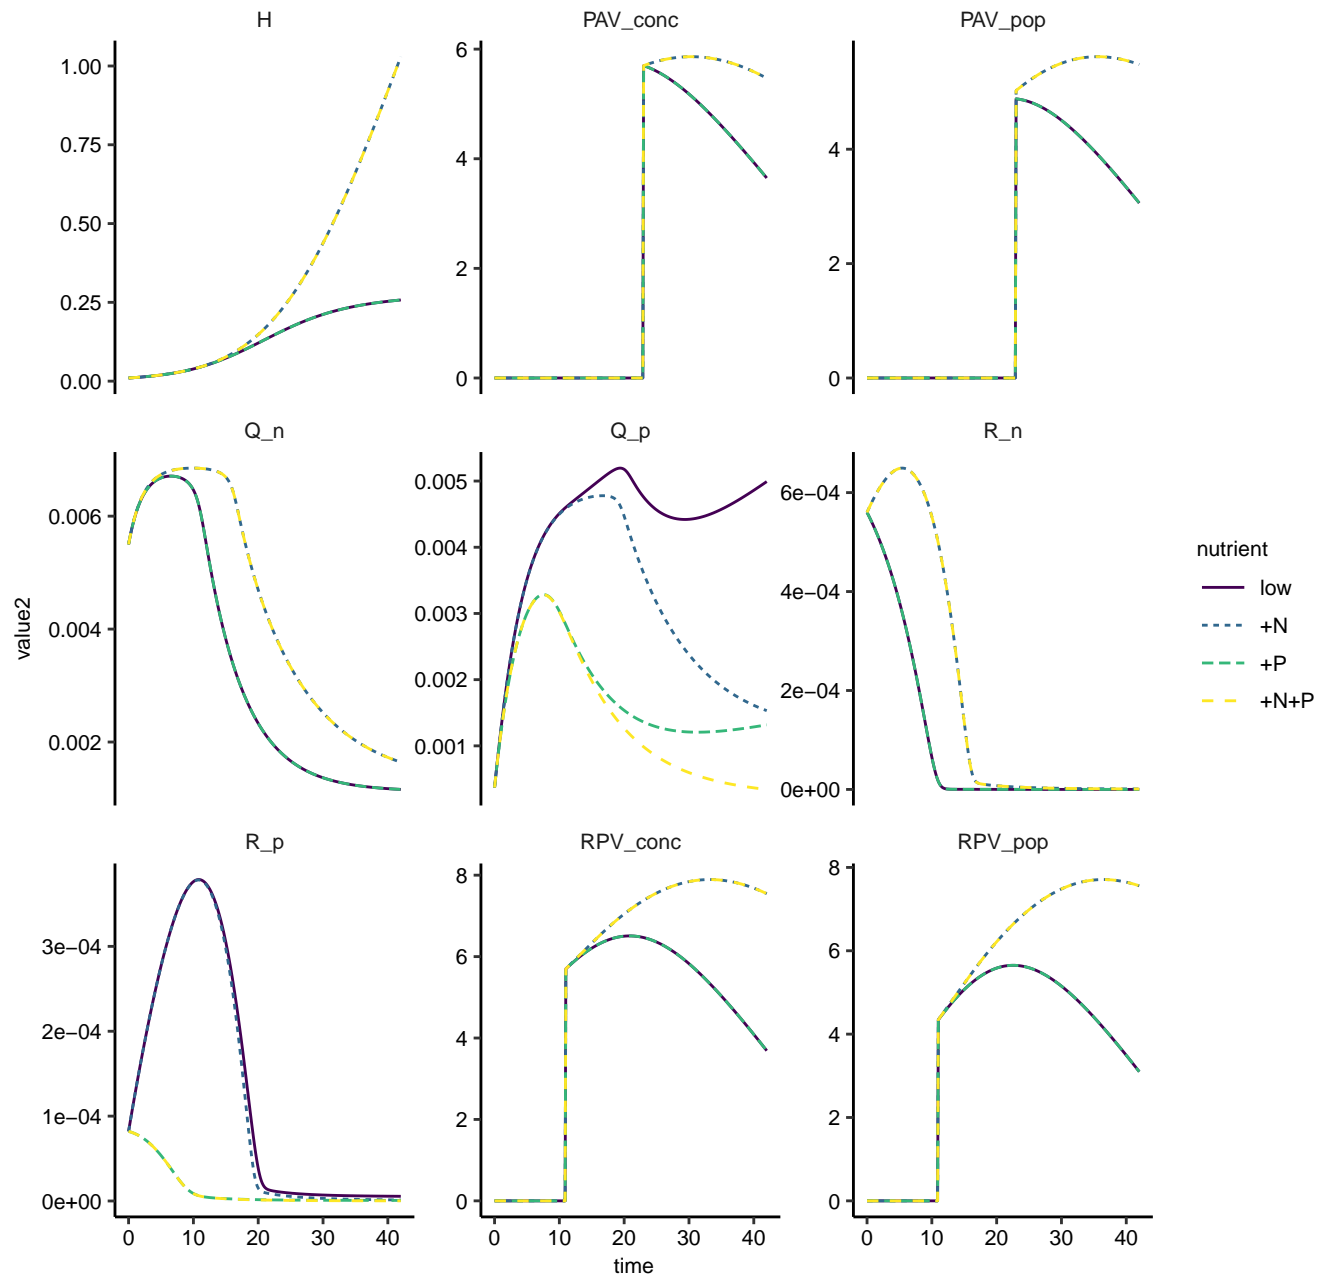 H
PAV_conc
PAV_pop
1.00
0.75
0.50
0.25
0.00
6
4
2
0
4
2
0
Q_n
Q_p
R_n
0.006
0.004
0.002
0.005
0.004
0.003
0.002
0.001
6e−04
4e−04
2e−04
0e+00
value2
nutrient
low
+N
+P
+N+P
R_p
RPV_conc
RPV_pop
3e−04
2e−04
1e−04
0e+00
8
6
4
2
0
8
6
4
2
0
0 10 20 30 40
0 10 20 30 40
0 10 20 30 40
time